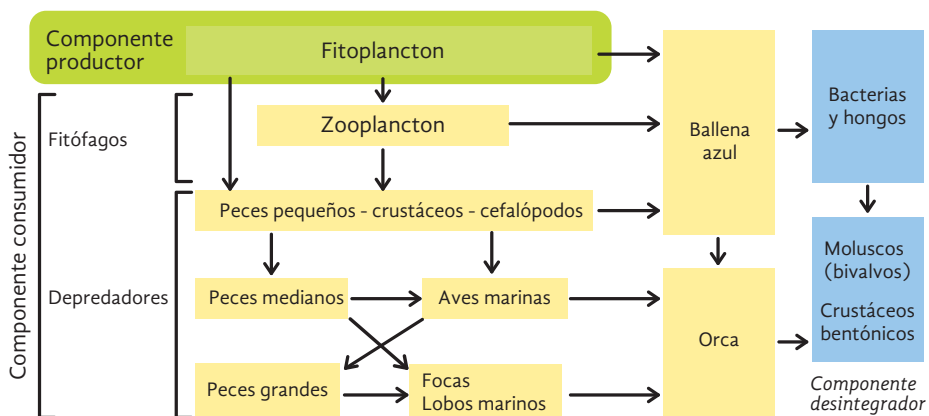 Componente
productor
Fitoplancton
Componente consumidor
Fitófagos
Zooplancton
Ballena
azul
Bacterias
y hongos
Depredadores
Peces pequeños - crustáceos - cefalópodos
Peces medianos
Aves marinas
Orca
Moluscos
(bivalvos)
Crustáceos
bentónicos
Peces grandes
Focas
Lobos marinos
Componente
desintegrador